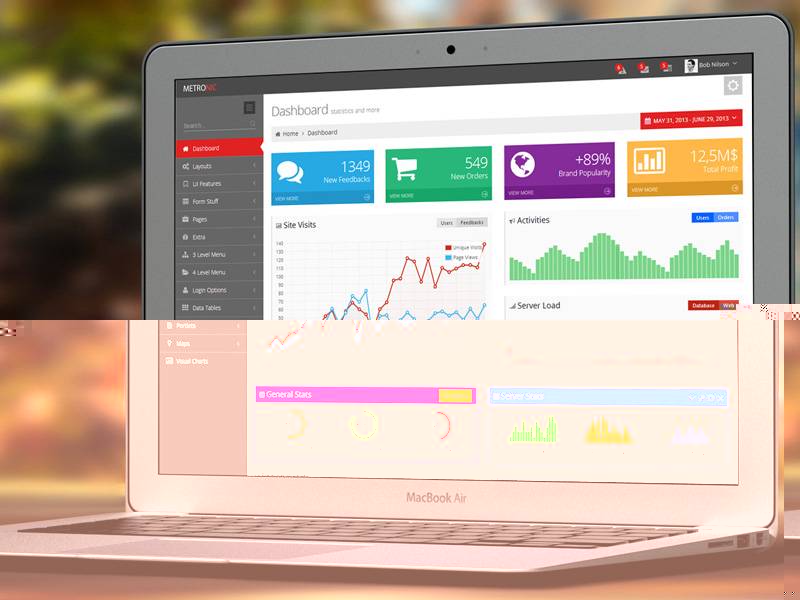 METRONIC
6
5
5
Bob Nilson
Search...
Dashboard statistics and more
Home > Dashboard
MAY 31, 2013 - JUNE 29, 2013
Dashboard
Layouts
UI Features
Form Stuff
Pages
Extra
3 Level Menu
4 Level Menu
Login Options
Data Tables
Portlets
Maps
Visual Charts
1349
New Feedbacks
VIEW MORE
549
New Orders
VIEW MORE
+89%
Brand Popularity
VIEW MORE
12,5M$
Total Profit
VIEW MORE
Site Visits
Users Feedbacks
Unique Visits
Page Views
140
130
120
110
100
90
80
70
60
50
Activities
Users Orders
Server Load
Database Web
General Stats
Server Stats
MacBook Air